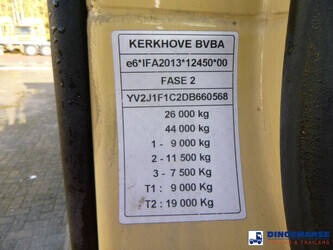 KERKHOVE BVBA
e6*IFA2013*12450*00
FASE 2
YV2J1F1C2DB660568
26 000 kg
44 000 kg
1 - 9 000 kg
2 - 11 500 kg
3 - 7 500 Kg
T1 : 9 000 Kg
T2 : 19 000 Kg
DINGEMANSE